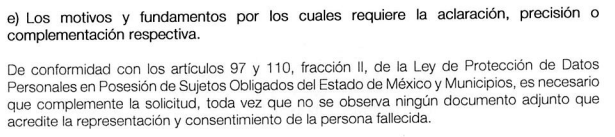 e) Los motivos y fundamentos por los cuales requiere la aclaración, precisión o
complementación respectiva.
De conformidad con los artículos 97 y 110, fracción II, de la Ley de Protección de Datos
Personales en Posesión de Sujetos Obligados del Estado de México y Municipios, es necesario
que complemente la solicitud, toda vez que no se observa ningún documento adjunto que
acredite la representación y consentimiento de la persona fallecida.